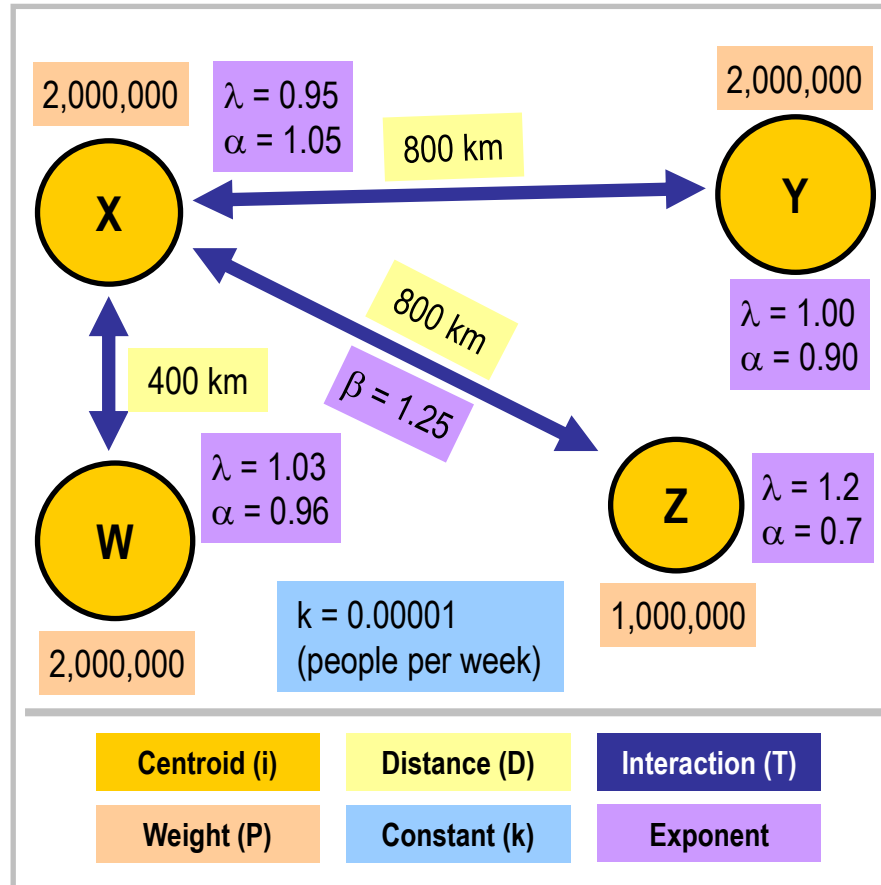 2,000,000
λ = 0.95
α = 1.05
2,000,000
800 km
X
Y
800 km
β = 1.25
λ = 1.00
α = 0.90
400 km
λ = 1.03
α = 0.96
W
Z
λ = 1.2
α = 0.7
k = 0.00001
(people per week)
1,000,000
2,000,000
Centroid (i)
Distance (D)
Interaction (T)
Weight (P)
Constant (k)
Exponent